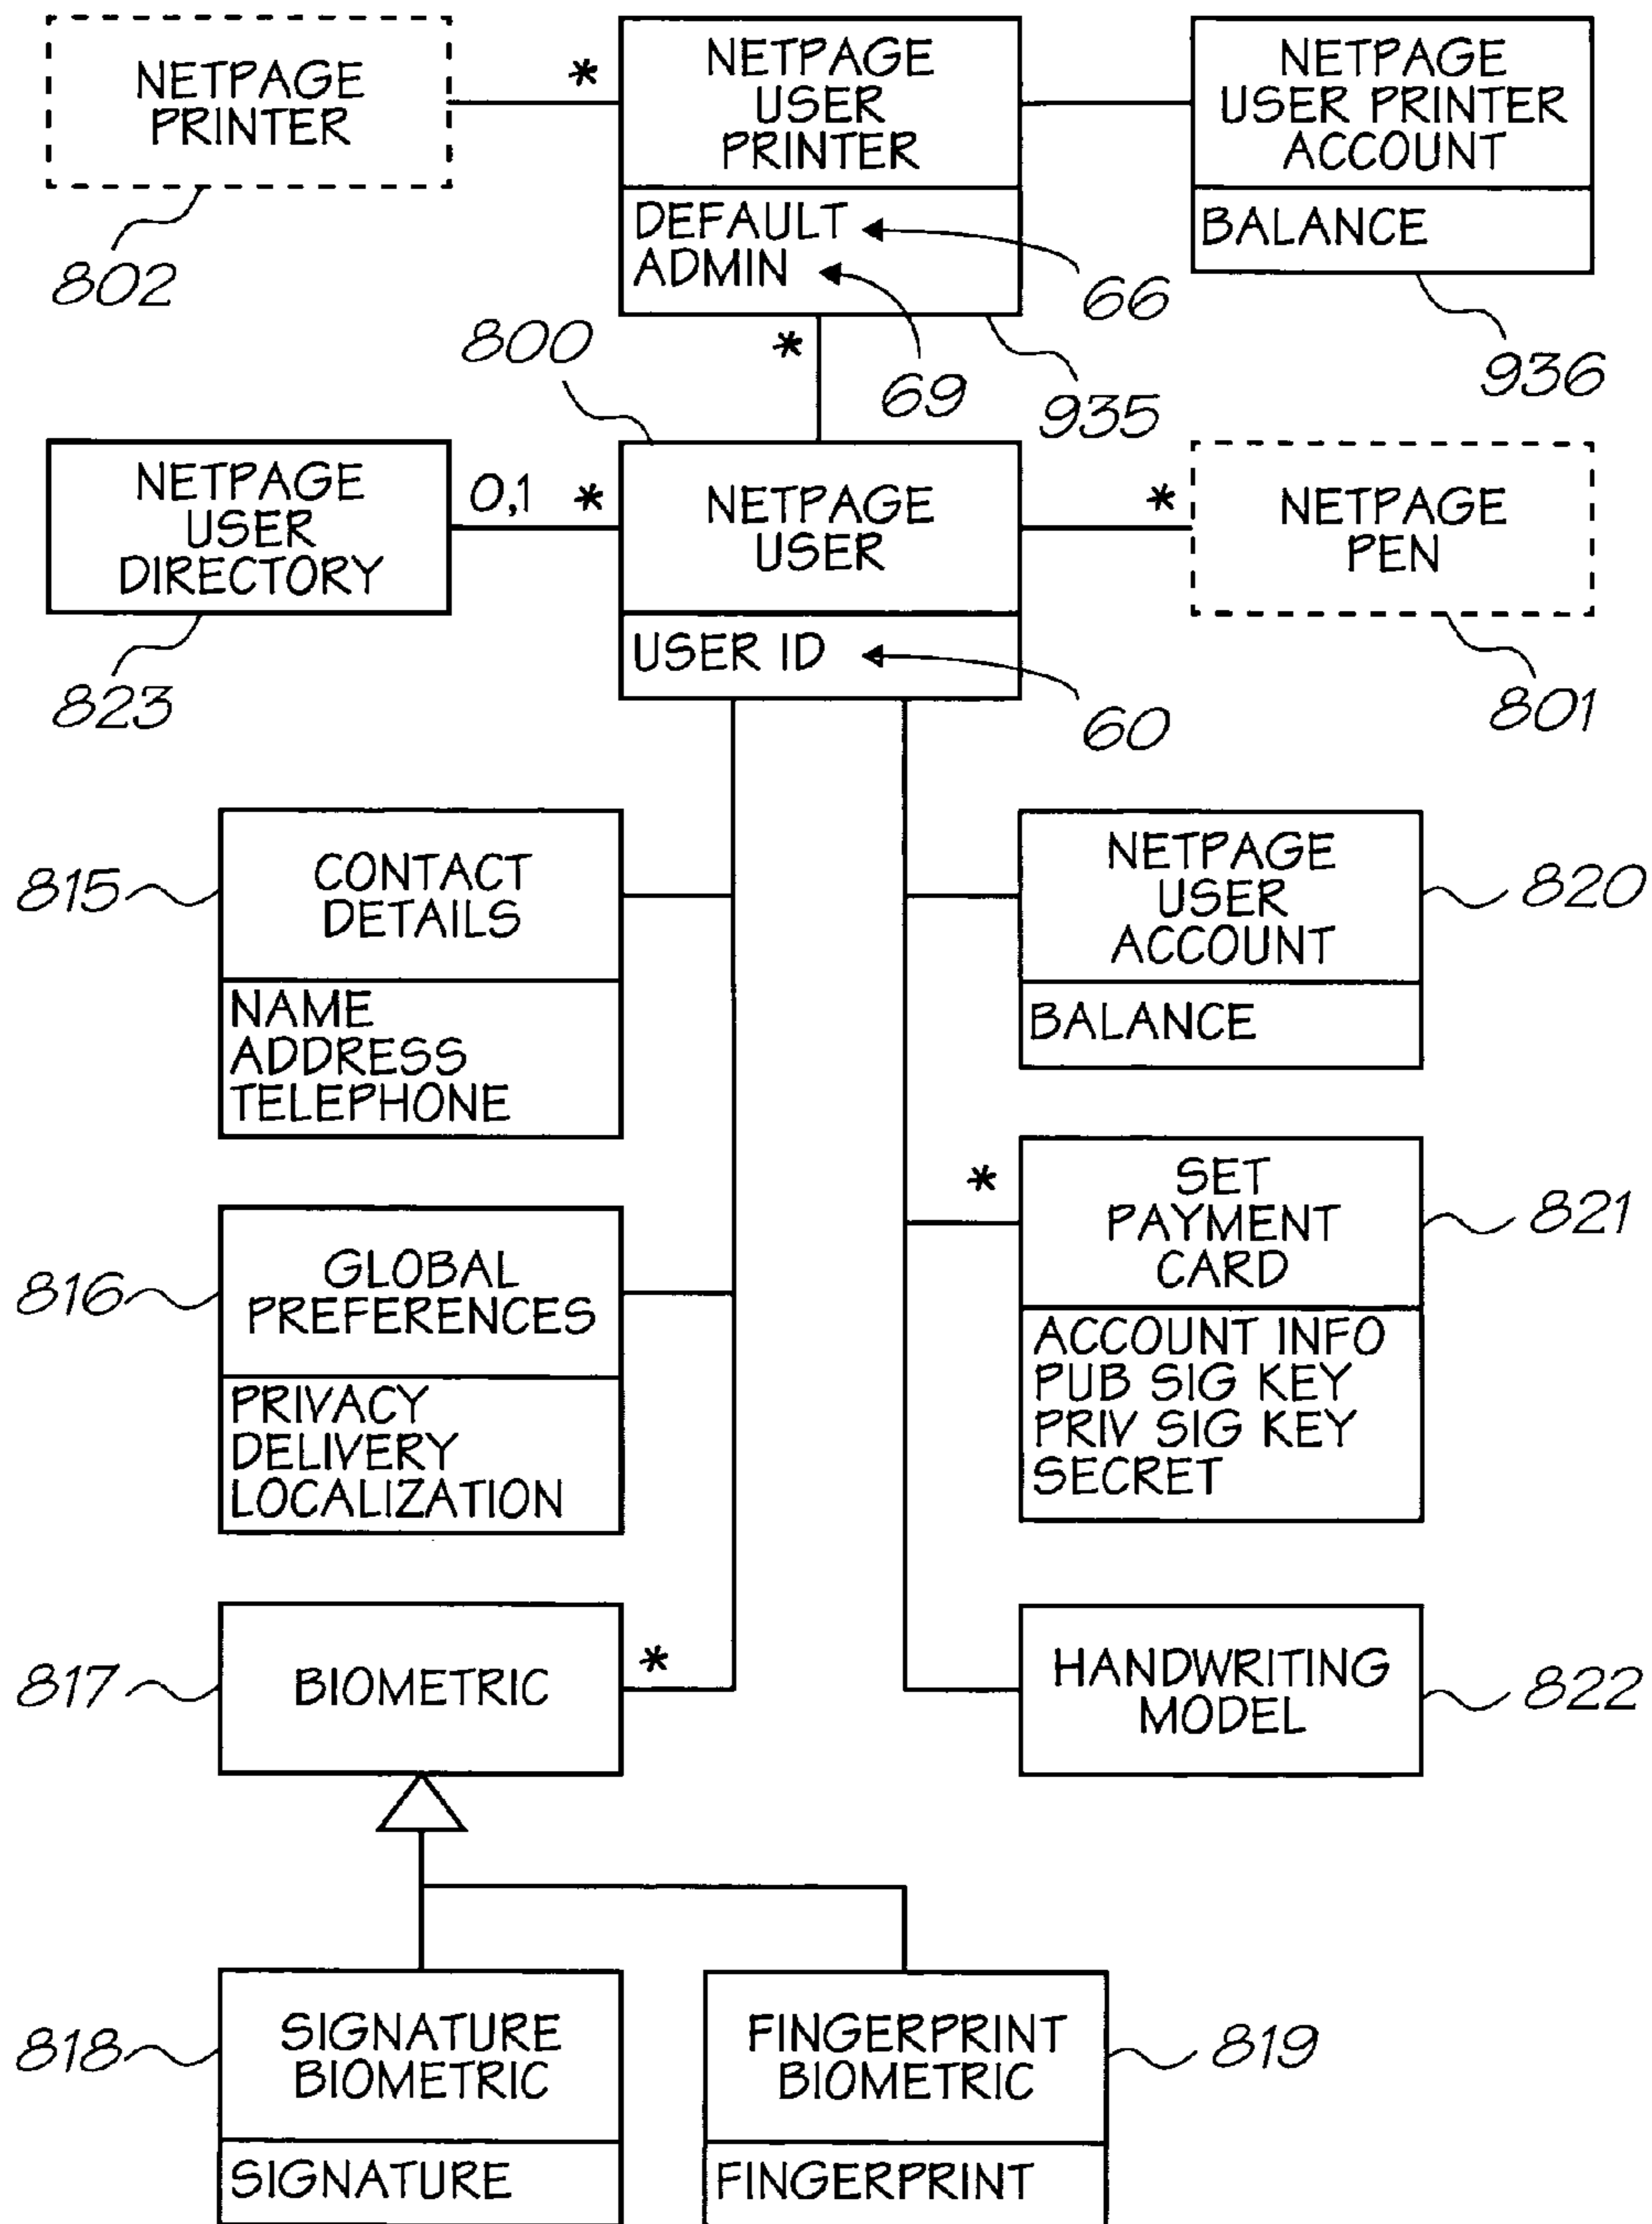 NETPAGE
PRINTER
802
*
NETPAGE
USER
PRINTER
DEFAULT
ADMIN
66
69
935
NETPAGE
USER PRINTER
ACCOUNT
BALANCE
936
*
800
NETPAGE
USER
DIRECTORY
823
0,1 *
NETPAGE
USER
USER ID
60
*
NETPAGE
PEN
801
815
CONTACT
DETAILS
NAME
ADDRESS
TELEPHONE
NETPAGE
USER
ACCOUNT
BALANCE
820
816
GLOBAL
PREFERENCES
PRIVACY
DELIVERY
LOCALIZATION
*
SET
PAYMENT
CARD
ACCOUNT INFO
PUB SIG KEY
PRIV SIG KEY
SECRET
821
817
BIOMETRIC
*
HANDWRITING
MODEL
822
818
SIGNATURE
BIOMETRIC
SIGNATURE
FINGERPRINT
BIOMETRIC
FINGERPRINT
819